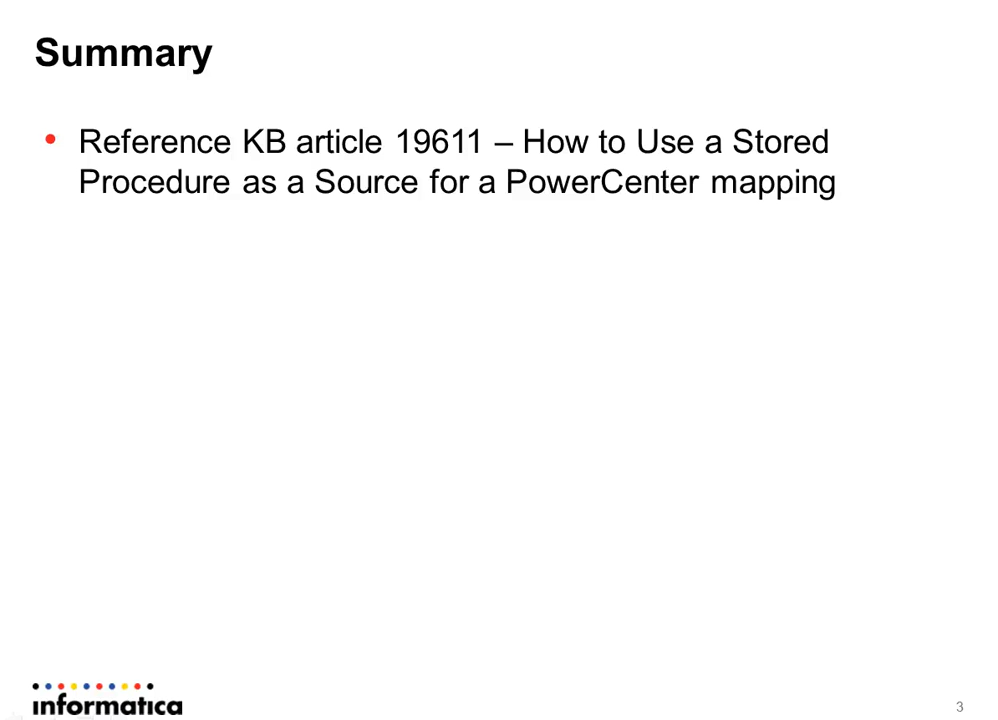 Summary
• Reference KB article 19611 – How to Use a Stored
Procedure as a Source for a PowerCenter mapping
informatica
3